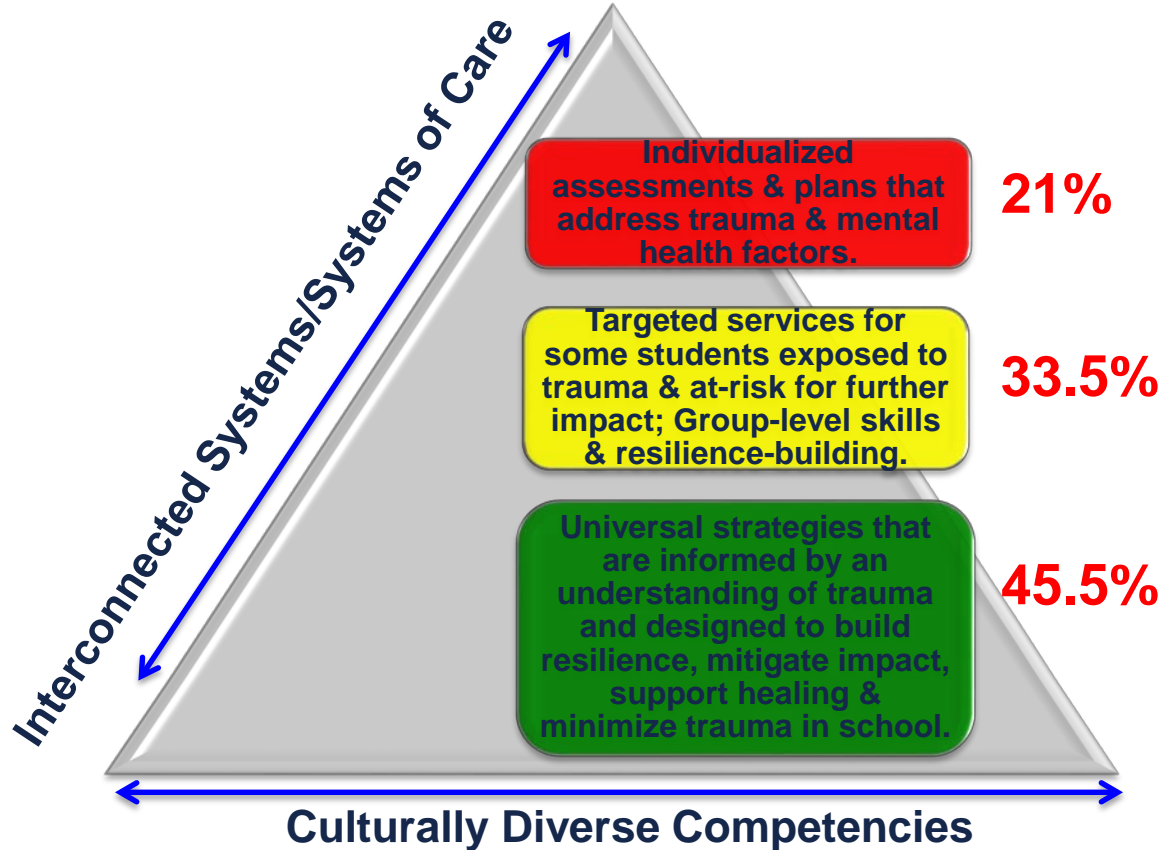 Interconnected Systems/Systems of Care
Individualized
assessments & plans that
address trauma & mental
health factors.
21%
Targeted services for
some students exposed to
trauma & at-risk for further
impact; Group-level skills
& resilience-building.
33.5%
Universal strategies that
are informed by an
understanding of trauma
and designed to build
resilience, mitigate impact,
support healing &
minimize trauma in school.
45.5%
Culturally Diverse Competencies